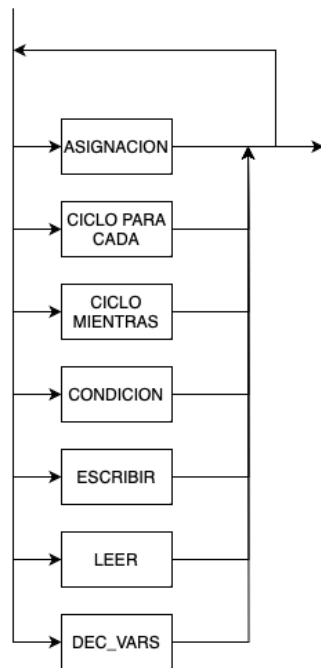 ASIGNACION
CICLO PARA
CADA
CICLO
MIENTRAS
CONDICION
ESCRIBIR
LEER
DEC_VARS